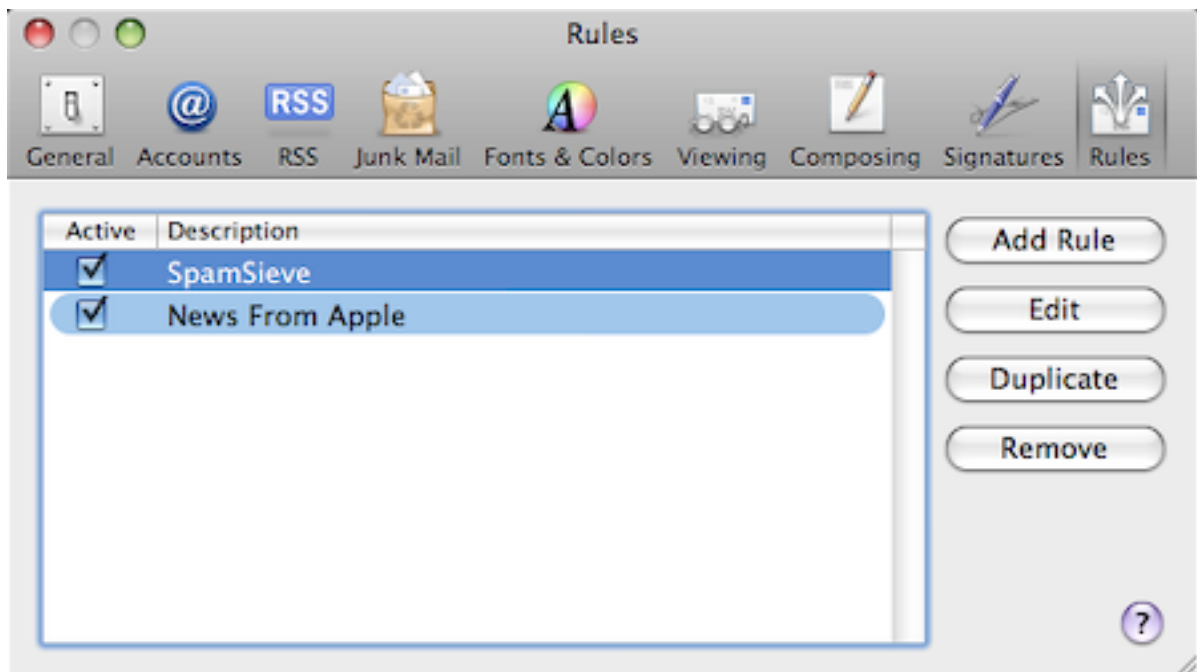 Rules
RSS
General Accounts RSS Junk Mail Fonts & Colors Viewing Composing Signatures Rules
Active Description
SpamSieve
News From Apple
Add Rule
Edit
Duplicate
Remove
?